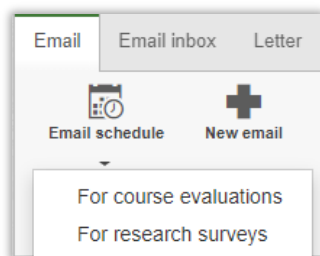 Email Email inbox Letter
Email schedule New email
For course evaluations
For research surveys